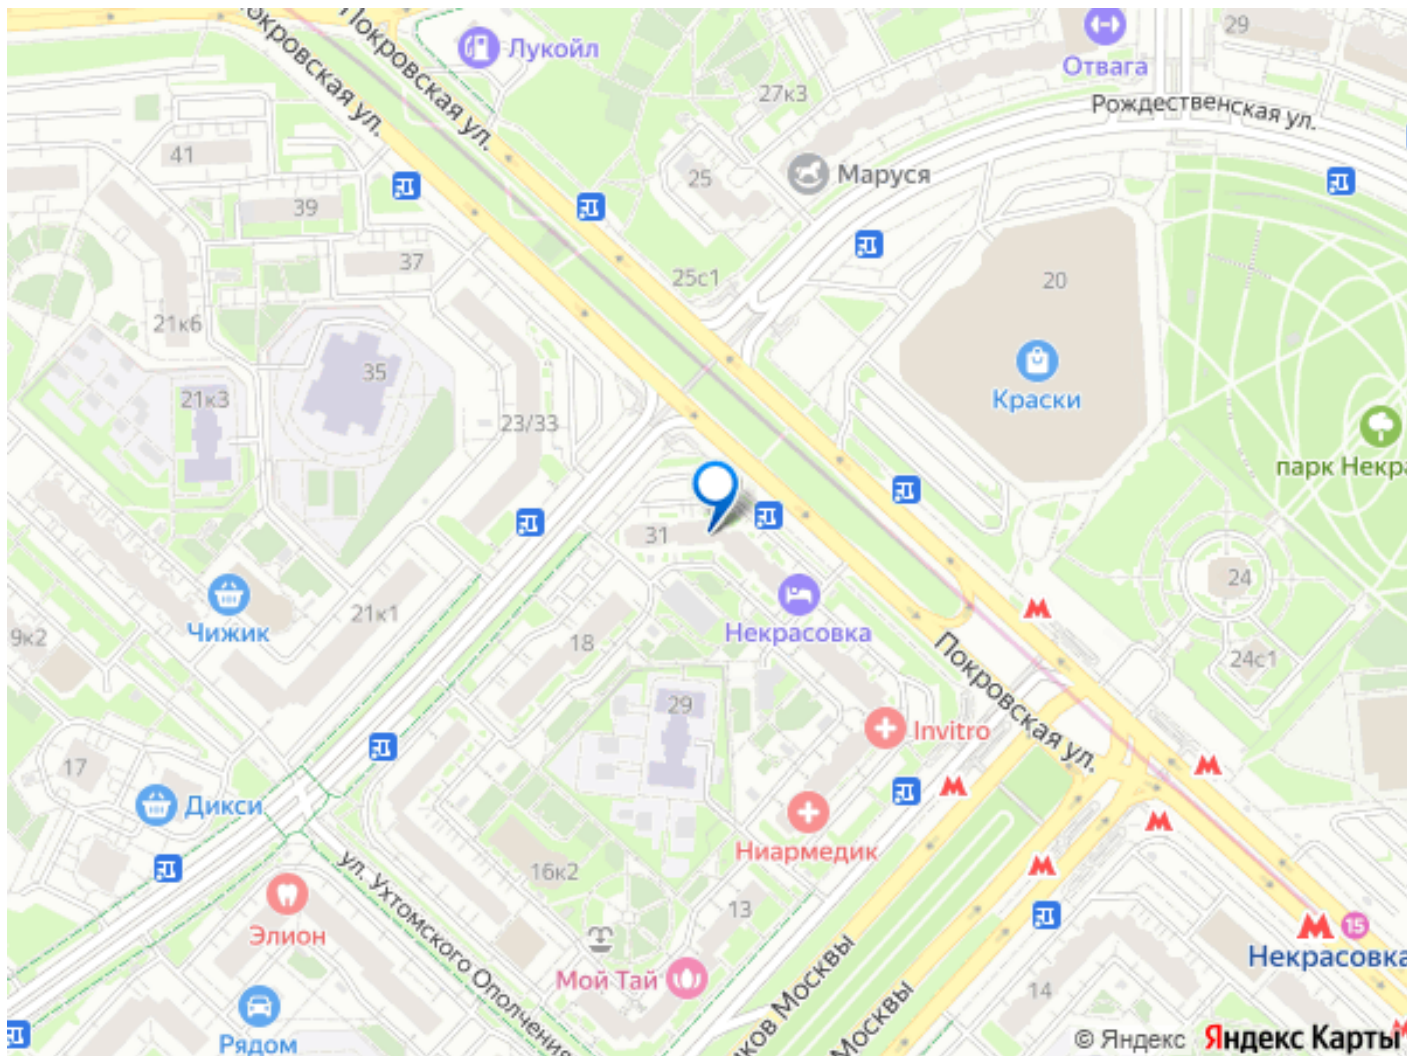 Покровская ул.
Покровская ул.
Лукойл
Отвага
29
27к3
Рождественская ул.
41
25
Маруся
39
37
25с1
20
21к6
35
21к3
Краски
23/33
парк Некра
31
24
Чижик
21к1
9к2
Некрасовка
18
Покровская ул.
24с1
29
Invitro
17
Дикси
Ниармедик
16к2
ул. Ухтомского Ополчения
13
Элион
15
Некрасовка
Мой Тай
ков Москвы
Москвы
14
Рядом
© Яндекс Яндекс Карты